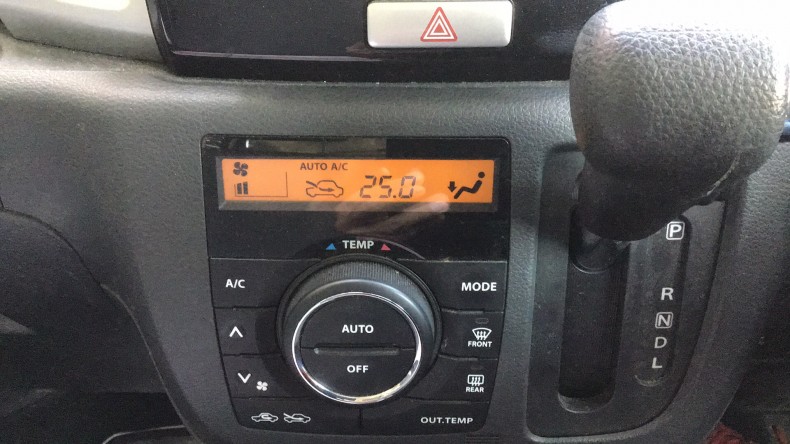 AUTO A/C
25.0
TEMP
A/C
MODE
AUTO
FRONT
OFF
REAR
OUT.TEMP
P
R
N
D
L